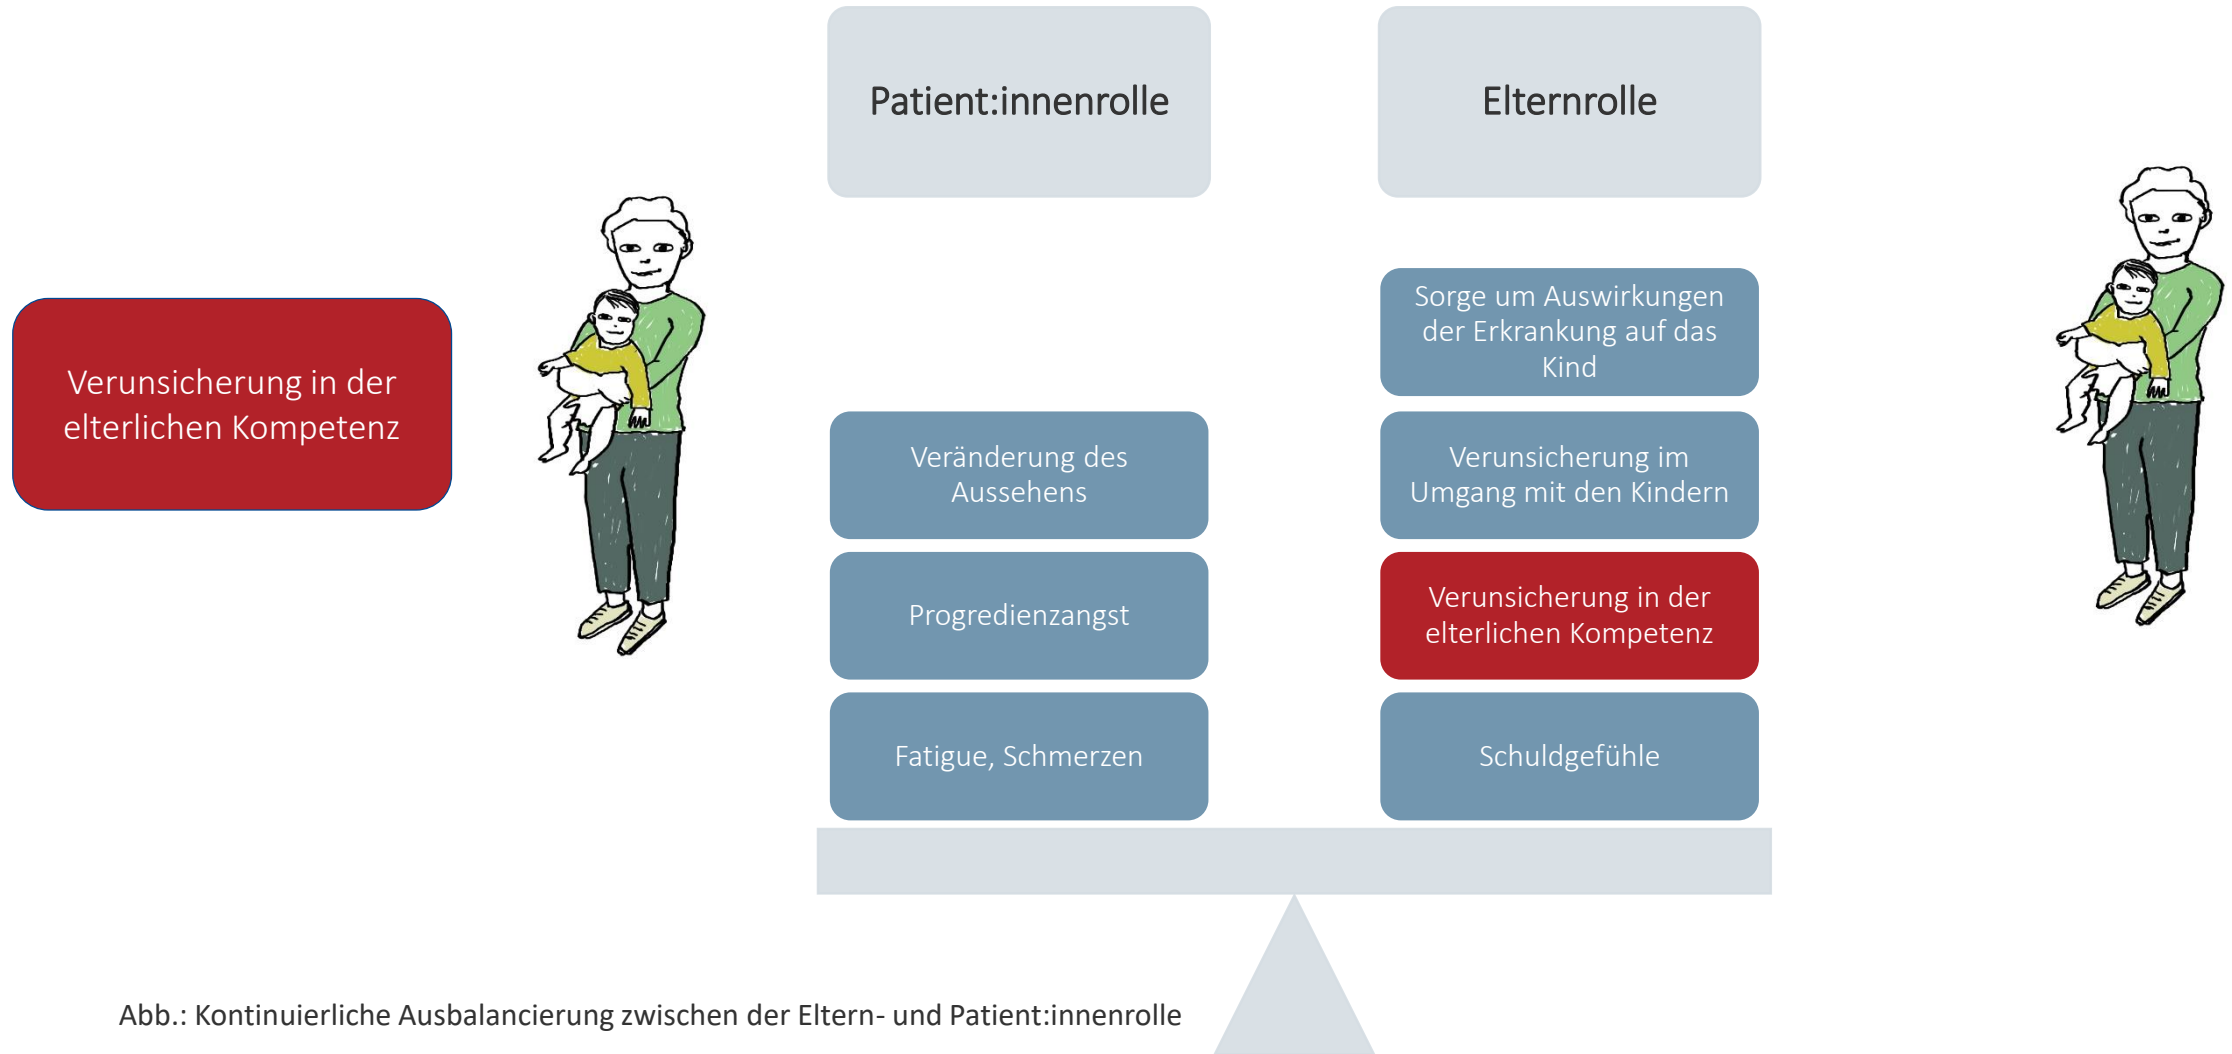 Patient:innenrolle
Elternrolle
Verunsicherung in der
elterlichen Kompetenz
Veränderung des
Aussehens
Progredienzangst
Fatigue, Schmerzen
Sorge um Auswirkungen
der Erkrankung auf das
Kind
Verunsicherung im
Umgang mit den Kindern
Verunsicherung in der
elterlichen Kompetenz
Schuldgefühle
Abb.: Kontinuierliche Ausbalancierung zwischen der Eltern- und Patient:innenrolle